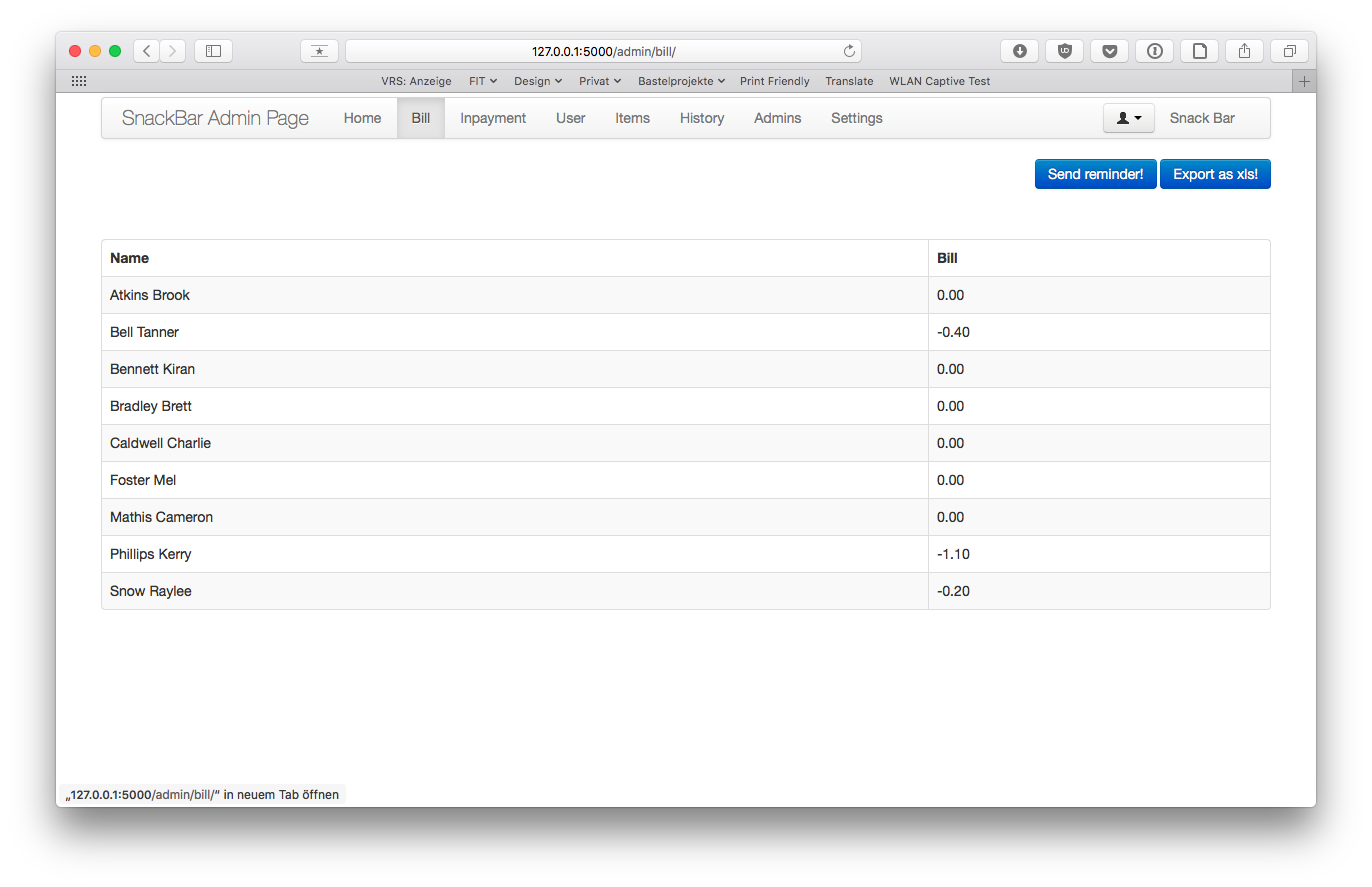 127.0.0.1:5000/admin/bill/
VRS: Anzeige FIT Design Privat Bastelprojekte Print Friendly Translate WLAN Captive Test
SnackBar Admin Page Home Bill Inpayment User Items History Admins Settings Snack Bar
Send reminder! Export as xls!
Name Bill
Atkins Brook 0.00
Bell Tanner -0.40
Bennett Kiran 0.00
Bradley Brett 0.00
Caldwell Charlie 0.00
Foster Mel 0.00
Mathis Cameron 0.00
Phillips Kerry -1.10
Snow Raylee -0.20
„127.0.0.1:5000/admin/bill/“ in neuem Tab öffnen